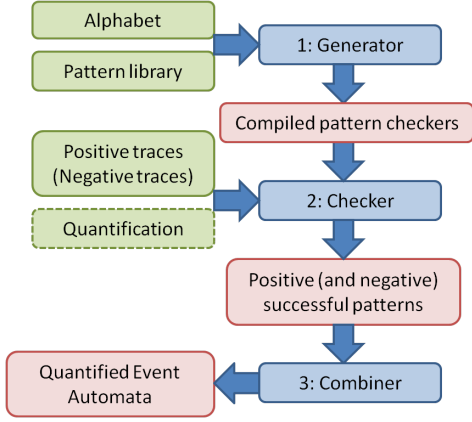 Alphabet
Pattern library
1: Generator
Compiled pattern checkers
Positive traces
(Negative traces)
Quantification
2: Checker
Positive (and negative)
successful patterns
3: Combiner
Quantified Event
Automata